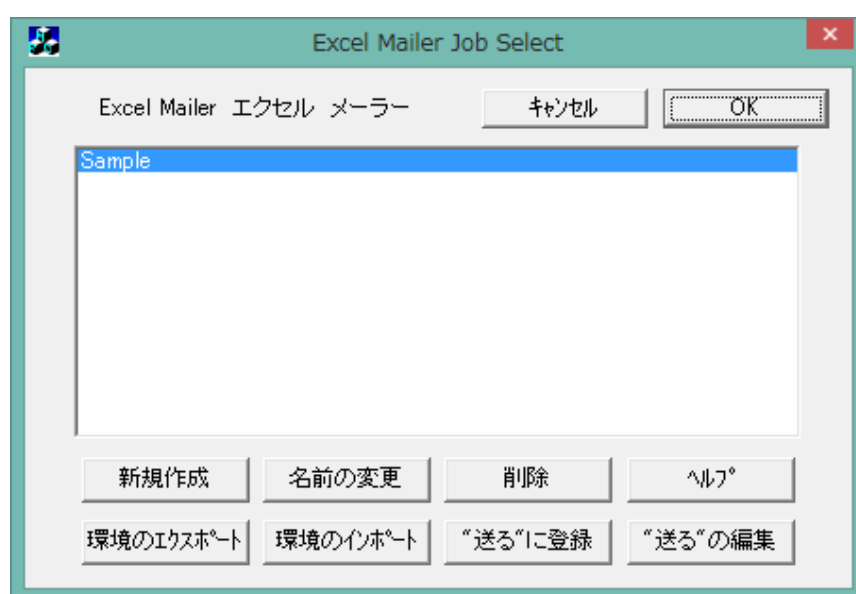 Excel Mailer Job Select
Excel Mailer エクセル メーラー ｷｬﾝｾﾙ OK
Sample
新規作成 名前の変更 削除 ﾍﾙﾌﾟ
環境のｴｸｽﾎﾟｰﾄ 環境のｲﾝﾎﾟｰﾄ “送る“に登録 “送る“の編集